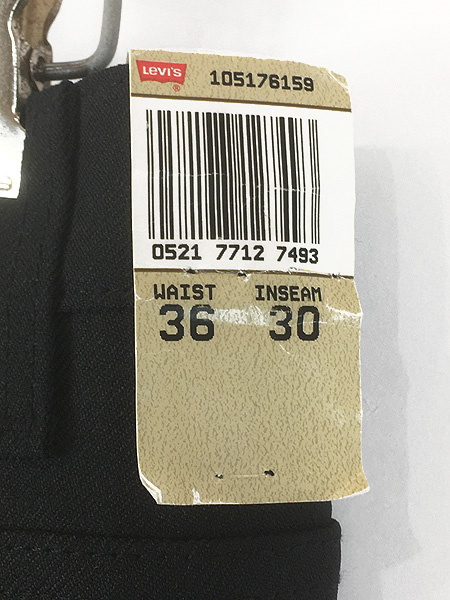 LEVI'S ® 105176159
0521 7712 7493
WAIST INSEAM
36 30